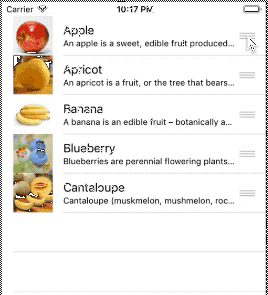 Carrier 10:17 PM
Apple
An apple is a sweet, edible fruit produced...
Apricot
An apricot is a fruit, or the tree that bears...
Banana
A banana is an edible fruit – botanically a...
Blueberry
Blueberries are perennial flowering plants...
Cantaloupe
Cantaloupe (muskmelon, mushmelon, roc...